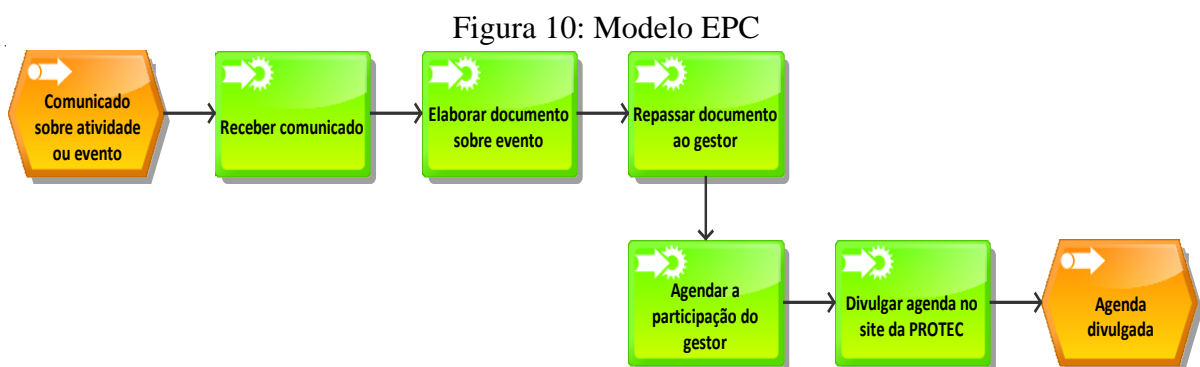 Figura 10: Modelo EPC
Comunicado
sobre atividade
ou evento
Receber comunicado
Elaborar documento
sobre evento
Repassar documento
ao gestor
Agendar a
participação do
gestor
Divulgar agenda no
site da PROTEC
Agenda
divulgada